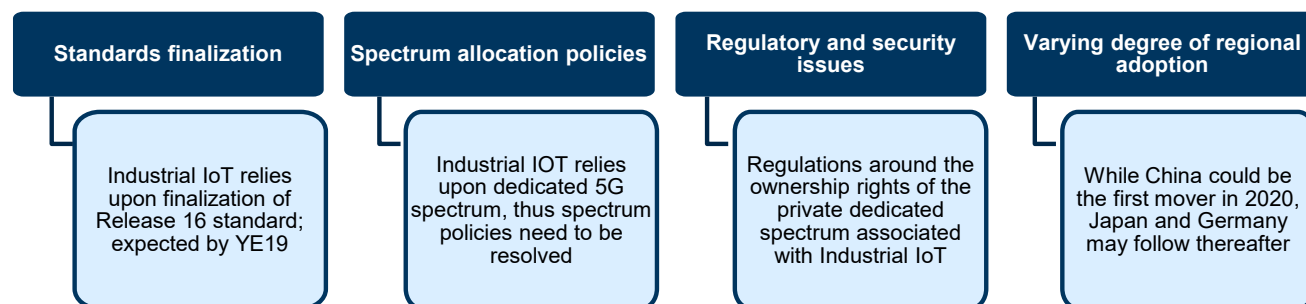 Standards finalization
Industrial IoT relies
upon finalization of
Release 16 standard;
expected by YE19
Spectrum allocation policies
Industrial IOT relies
upon dedicated 5G
spectrum, thus spectrum
policies need to be
resolved
Regulatory and security
issues
Regulations around the
ownership rights of the
private dedicated
spectrum associated
with Industrial IoT
Varying degree of regional
adoption
While China could be
the first mover in 2020,
Japan and Germany
may follow thereafter